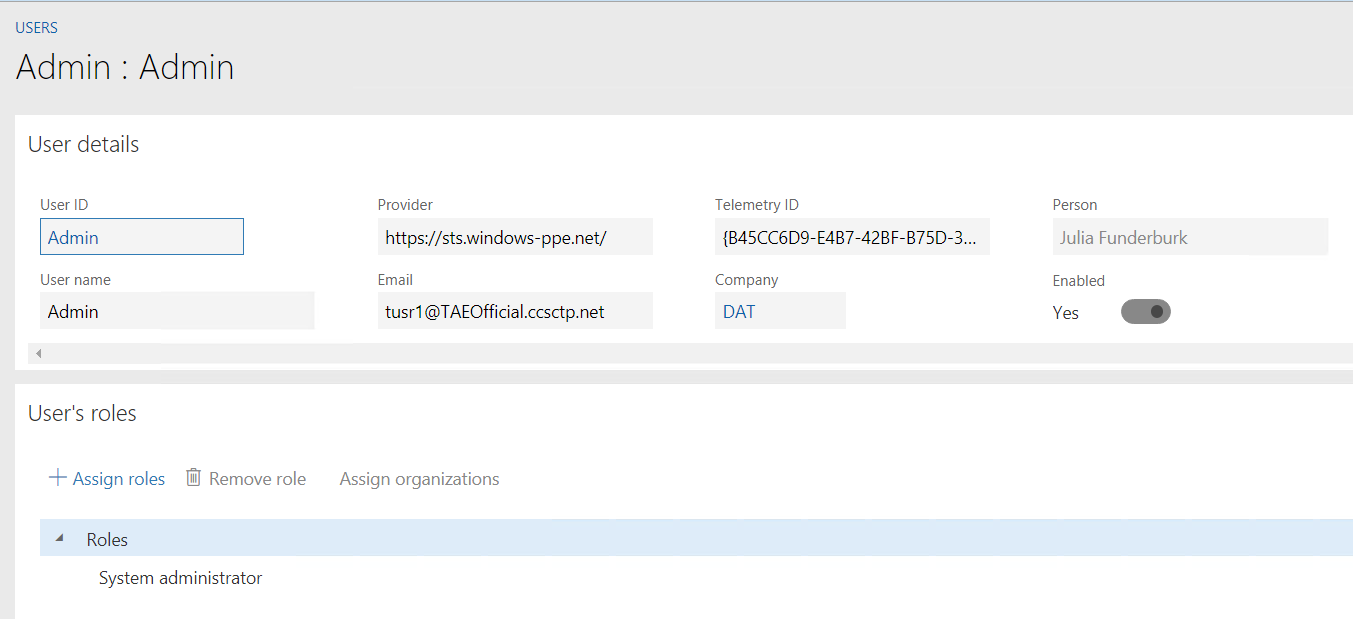 USERS
Admin : Admin
User details
User ID Provider Telemetry ID Person
Admin https://sts.windows-ppe.net/ {B45CC6D9-E4B7-42BF-B75D-3... Julia Funderburk
User name Email Company Enabled
Admin tusr1@TAEOfficial.ccsctp.net DAT Yes
User's roles
Assign roles Remove role Assign organizations
Roles
System administrator